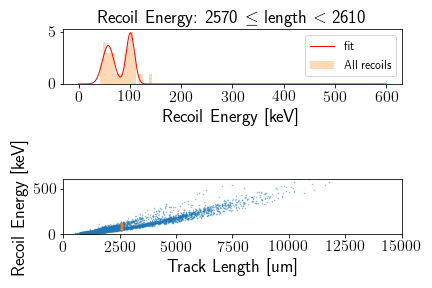 Recoil Energy: 2570 ≤ length < 2610
5
0
fit
All recoils
0 100 200 300 400 500 600
Recoil Energy [keV]
Recoil Energy [keV]
500
0
0 2500 5000 7500 10000 12500 15000
Track Length [um]